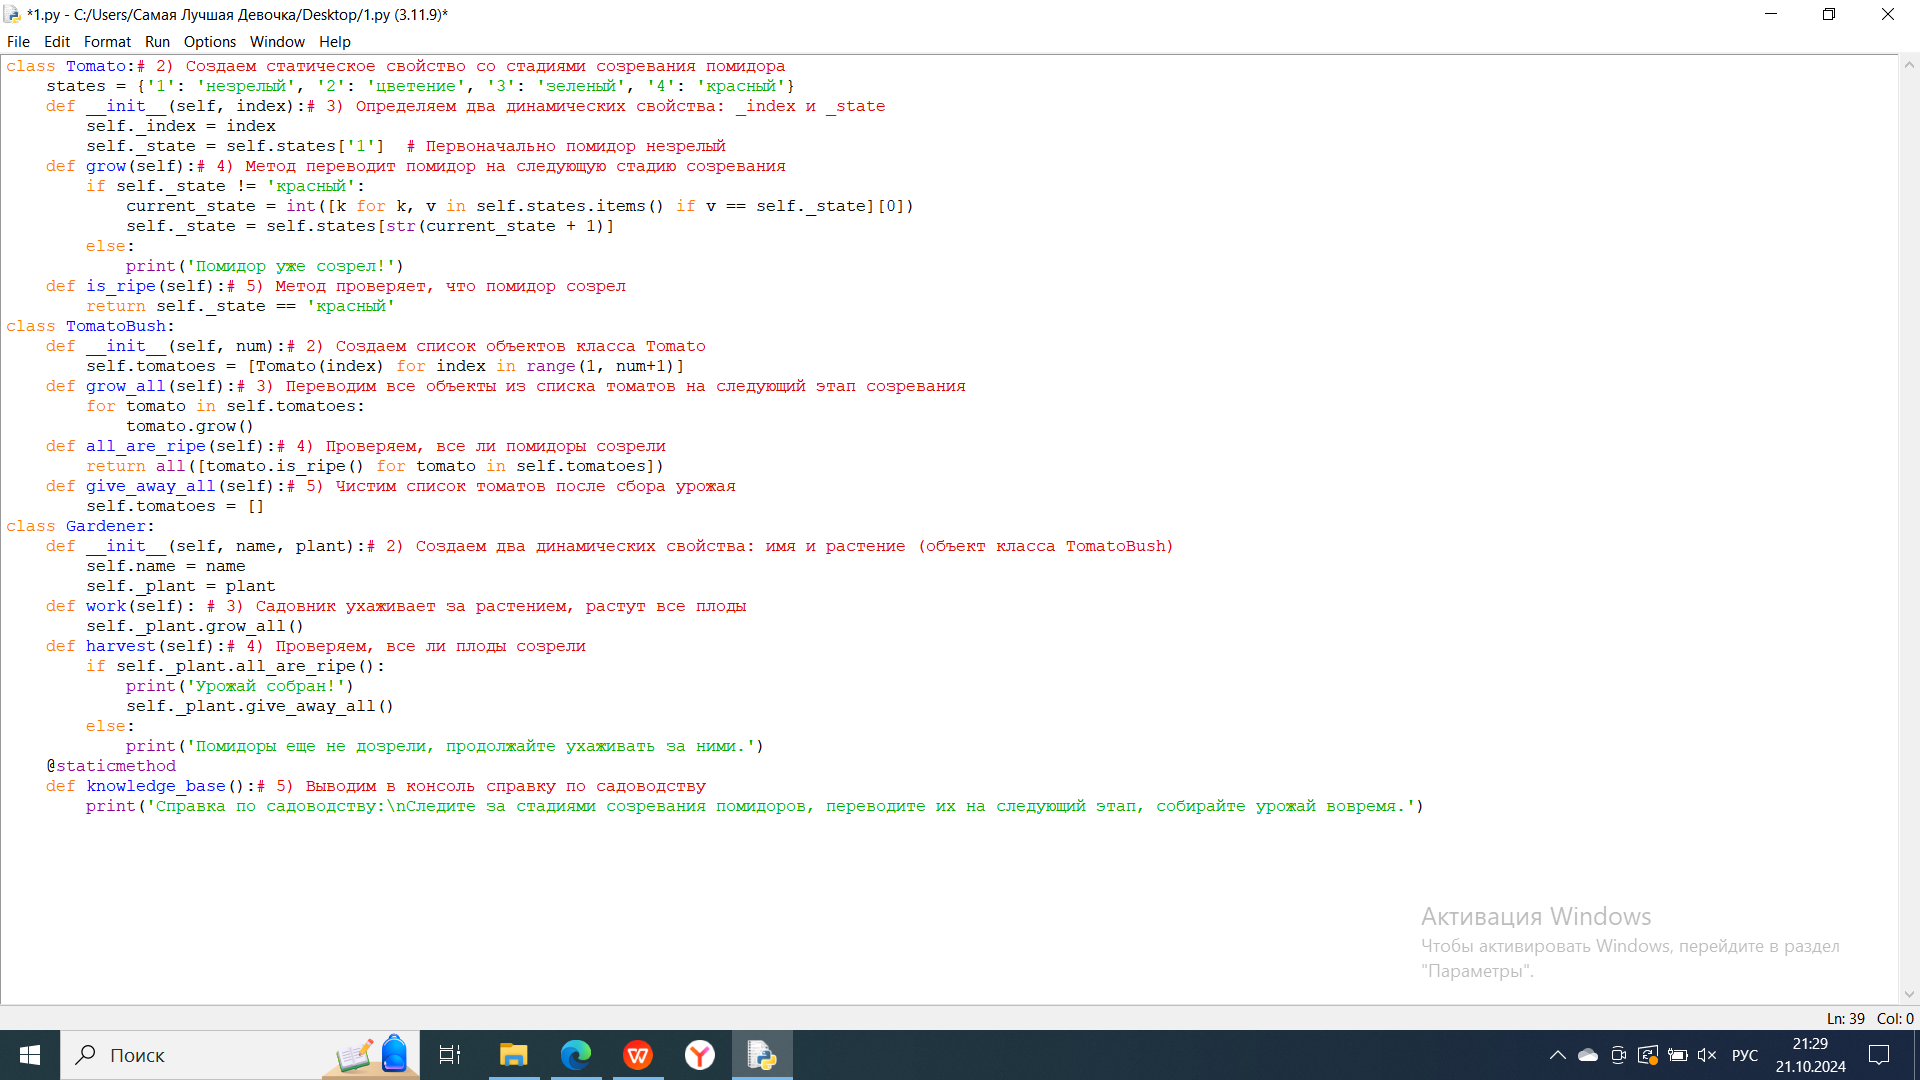 *1.py - C:/Users/Самая Лучшая Девочка/Desktop/1.py (3.11.9)*
File Edit Format Run Options Window Help
class Tomato:# 2) Создаем статическое свойство со стадиями созревания помидора
    states = {'1': 'незрелый', '2': 'цветение', '3': 'зеленый', '4': 'красный'}
    def __init__(self, index):# 3) Определяем два динамических свойства: _index и _state
        self._index = index
        self._state = self.states['1']  # Первоначально помидор незрелый
    def grow(self):# 4) Метод переводит помидор на следующую стадию созревания
        if self._state != 'красный':
            current_state = int([k for k, v in self.states.items() if v == self._state][0])
            self._state = self.states[str(current_state + 1)]
        else:
            print('Помидор уже созрел!')
    def is_ripe(self):# 5) Метод проверяет, что помидор созрел
        return self._state == 'красный'
class TomatoBush:
    def __init__(self, num):# 2) Создаем список объектов класса Tomato
        self.tomatoes = [Tomato(index) for index in range(1, num+1)]
    def grow_all(self):# 3) Переводим все объекты из списка томатов на следующий этап созревания
        for tomato in self.tomatoes:
            tomato.grow()
    def all_are_ripe(self):# 4) Проверяем, все ли помидоры созрели
        return all([tomato.is_ripe() for tomato in self.tomatoes])
    def give_away_all(self):# 5) Чистим список томатов после сбора урожая
        self.tomatoes = []
class Gardener:
    def __init__(self, name, plant):# 2) Создаем два динамических свойства: имя и растение (объект класса TomatoBush)
        self.name = name
        self._plant = plant
    def work(self): # 3) Садовник ухаживает за растением, растут все плоды
        self._plant.grow_all()
    def harvest(self):# 4) Проверяем, все ли плоды созрели
        if self._plant.all_are_ripe():
            print('Урожай собран!')
            self._plant.give_away_all()
        else:
            print('Помидоры еще не дозрели, продолжайте ухаживать за ними.')
    @staticmethod
    def knowledge_base():# 5) Выводим в консоль справку по садоводству
        print('Справка по садоводству:\nСледите за стадиями созревания помидоров, переводите их на следующий этап, собирайте урожай вовремя.')
Активация Windows
Чтобы активировать Windows, перейдите в раздел
"Параметры".
Ln: 39 Col: 0
Поиск
РУС
21:29
21.10.2024